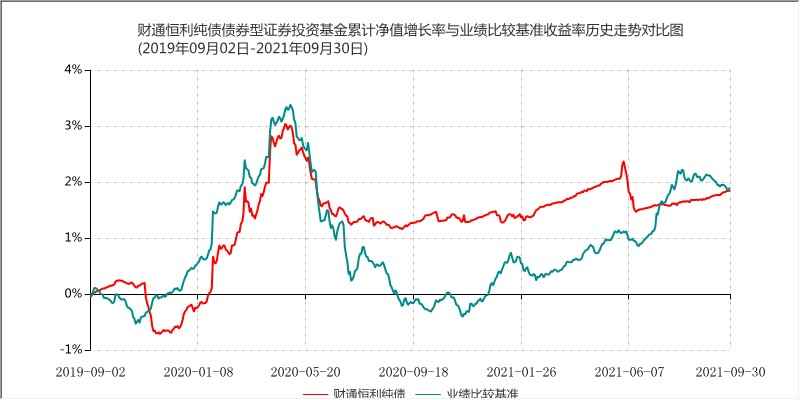 财通恒利纯债债券型证券投资基金累计净值增长率与业绩比较基准收益率历史走势对比图
(2019年09月02日-2021年09月30日)
4%
3%
2%
1%
0%
-1%
2019-09-02 2020-01-08 2020-05-20 2020-09-18 2021-01-26 2021-06-07 2021-09-30
财通恒利纯债 业绩比较基准